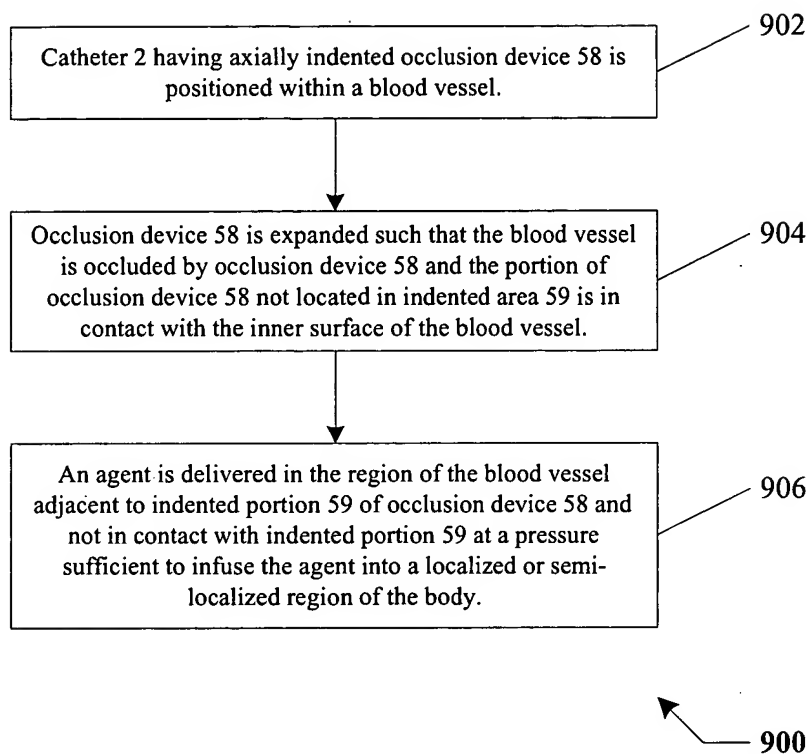 902
Catheter 2 having axially indented occlusion device 58 is
positioned within a blood vessel.
904
Occlusion device 58 is expanded such that the blood vessel
is occluded by occlusion device 58 and the portion of
occlusion device 58 not located in indented area 59 is in
contact with the inner surface of the blood vessel.
906
An agent is delivered in the region of the blood vessel
adjacent to indented portion 59 of occlusion device 58 and
not in contact with indented portion 59 at a pressure
sufficient to infuse the agent into a localized or semi-
localized region of the body.
900